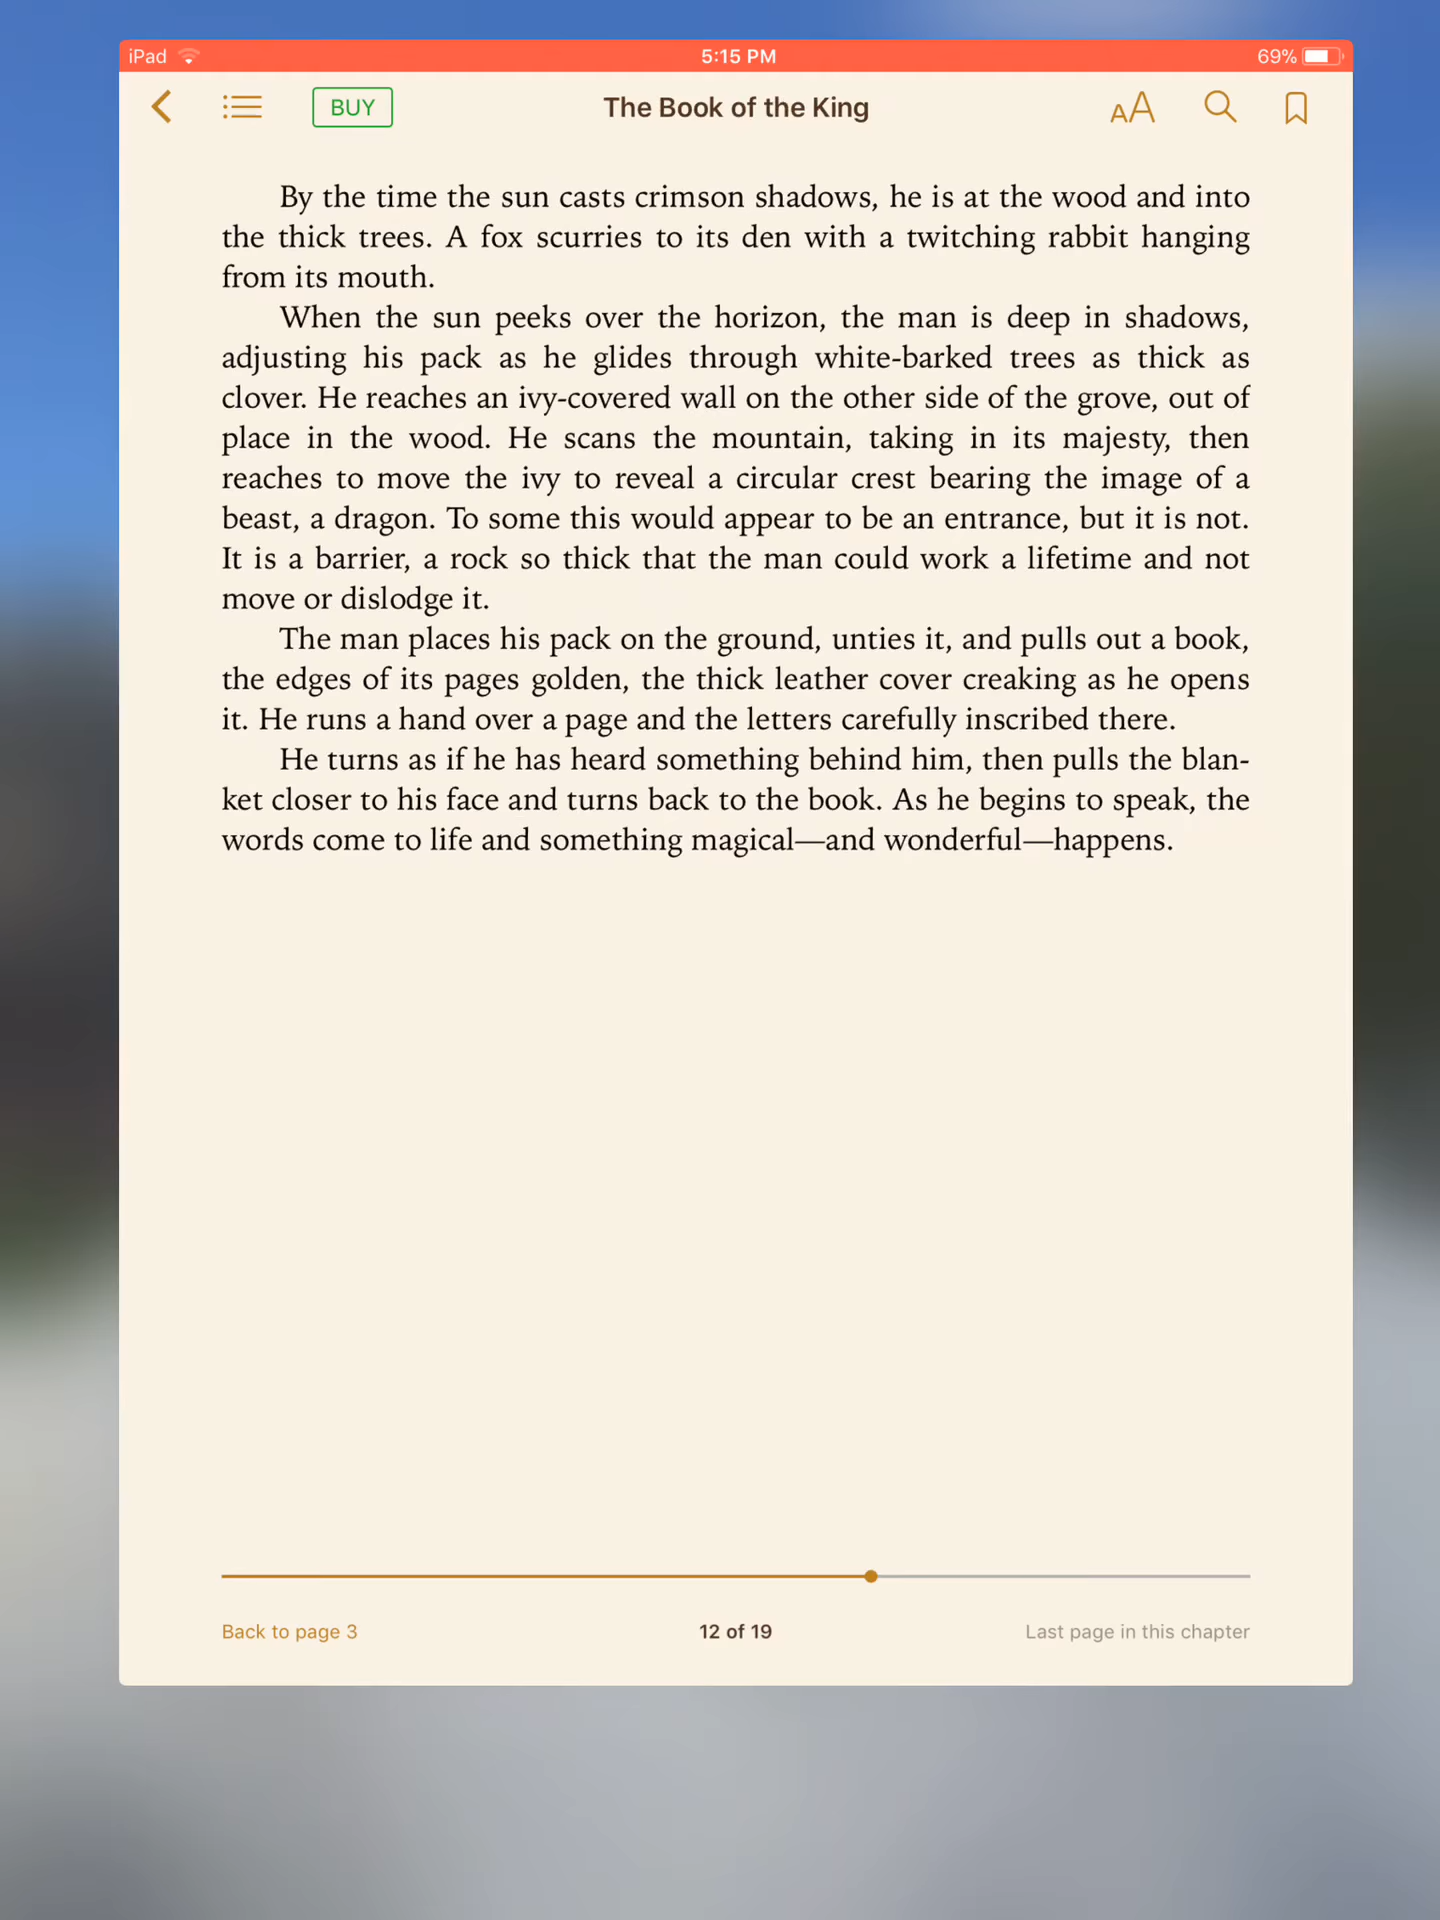 iPad
5:15 PM
69%
BUY
The Book of the King
AA
By the time the sun casts crimson shadows, he is at the wood and into
the thick trees. A fox scurries to its den with a twitching rabbit hanging
from its mouth.
When the sun peeks over the horizon, the man is deep in shadows,
adjusting his pack as he glides through white-barked trees as thick as
clover. He reaches an ivy-covered wall on the other side of the grove, out of
place in the wood. He scans the mountain, taking in its majesty, then
reaches to move the ivy to reveal a circular crest bearing the image of a
beast, a dragon. To some this would appear to be an entrance, but it is not.
It is a barrier, a rock so thick that the man could work a lifetime and not
move or dislodge it.
The man places his pack on the ground, unties it, and pulls out a book,
the edges of its pages golden, the thick leather cover creaking as he opens
it. He runs a hand over a page and the letters carefully inscribed there.
He turns as if he has heard something behind him, then pulls the blan-
ket closer to his face and turns back to the book. As he begins to speak, the
words come to life and something magical—and wonderful—happens.
Back to page 3
12 of 19
Last page in this chapter